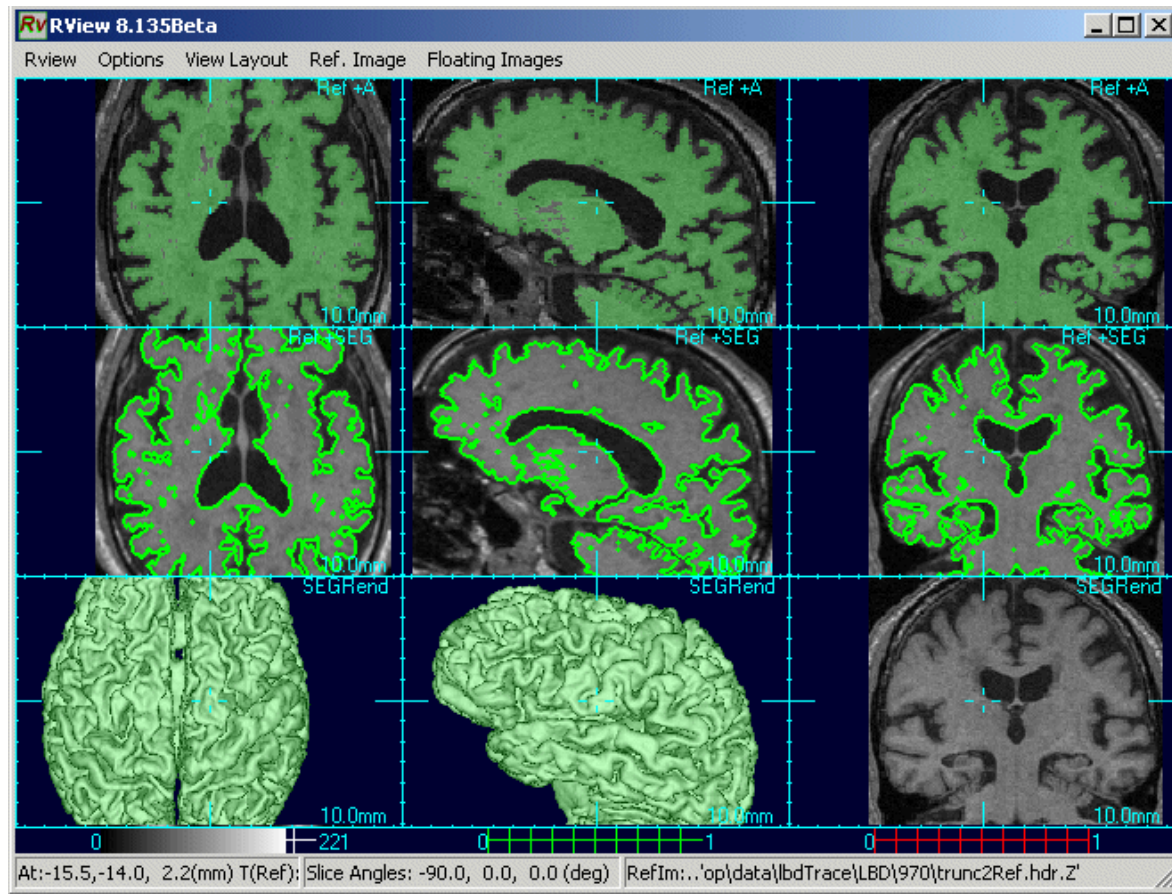 Rv RView 8.135Beta
Rview Options View Layout Ref. Image Floating Images
Ref +A Ref +A Ref +A
10.0mm 10.0mm 10.0mm
Ref +SEG Ref +SEG Ref +SEG
10.0mm 10.0mm 10.0mm
SEGRend SEGRend
10.0mm 10.0mm
0 221 0 1 0 1
At:-15.5,-14.0, 2.2(mm) T(Ref): Slice Angles: -90.0, 0.0, 0.0 (deg) RefIm:..'op\data\lbdTrace\LBD\970\trunc2Ref.hdr.Z'